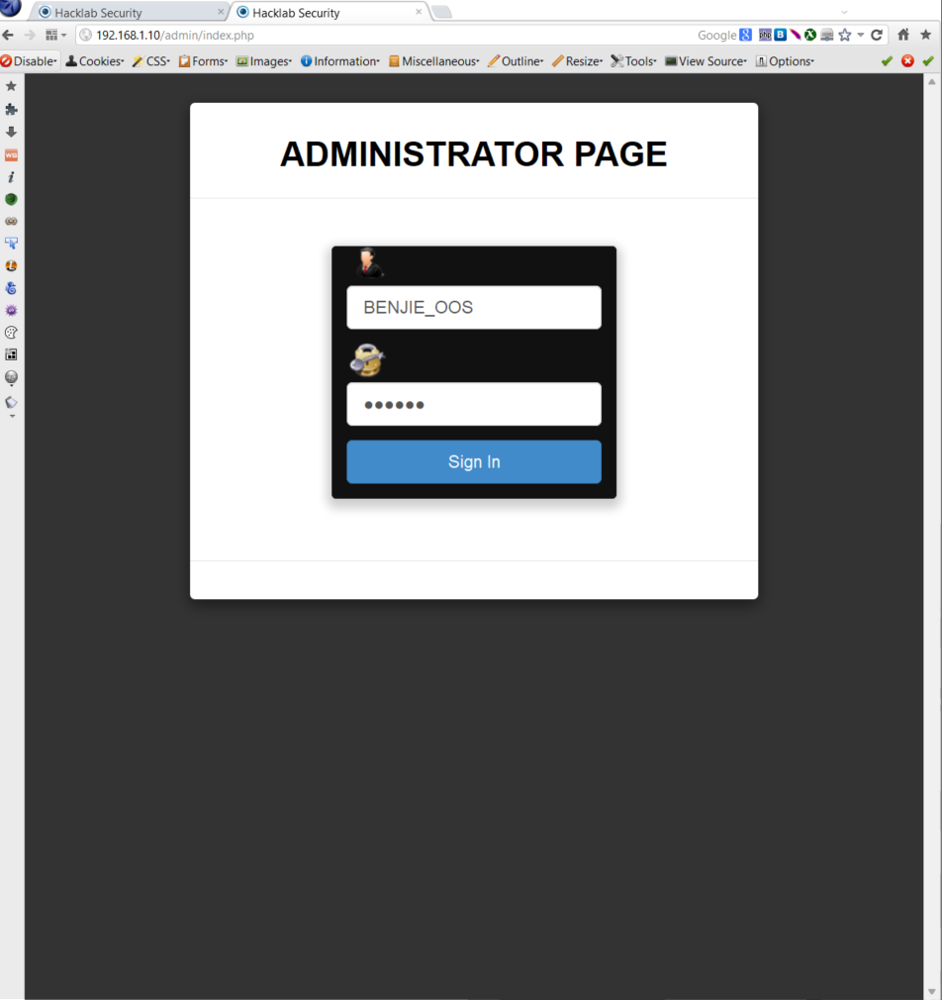 Hacklab Security × Hacklab Security ×
192.168.1.10/admin/index.php Google
Disable Cookies CSS Forms Images Information Miscellaneous Outline Resize Tools View Source Options
ADMINISTRATOR PAGE
BENJIE_OOS
••••••
Sign In